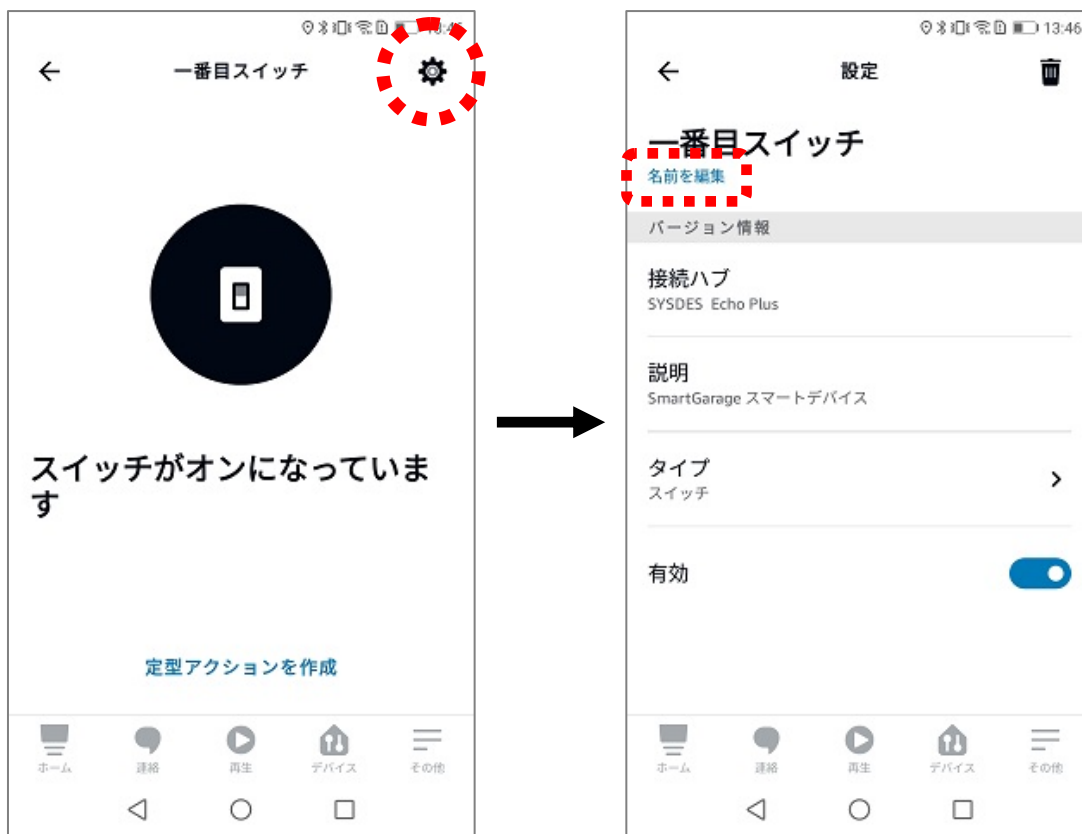 一番目スイッチ
スイッチがオンになっていま
す
定型アクションを作成
ホーム
連絡
再生
デバイス
その他
13:46
設定
一番目スイッチ
名前を編集
バージョン情報
接続ハブ
SYSDES Echo Plus
説明
SmartGarage スマートデバイス
タイプ
スイッチ
有効
ホーム
連絡
再生
デバイス
その他